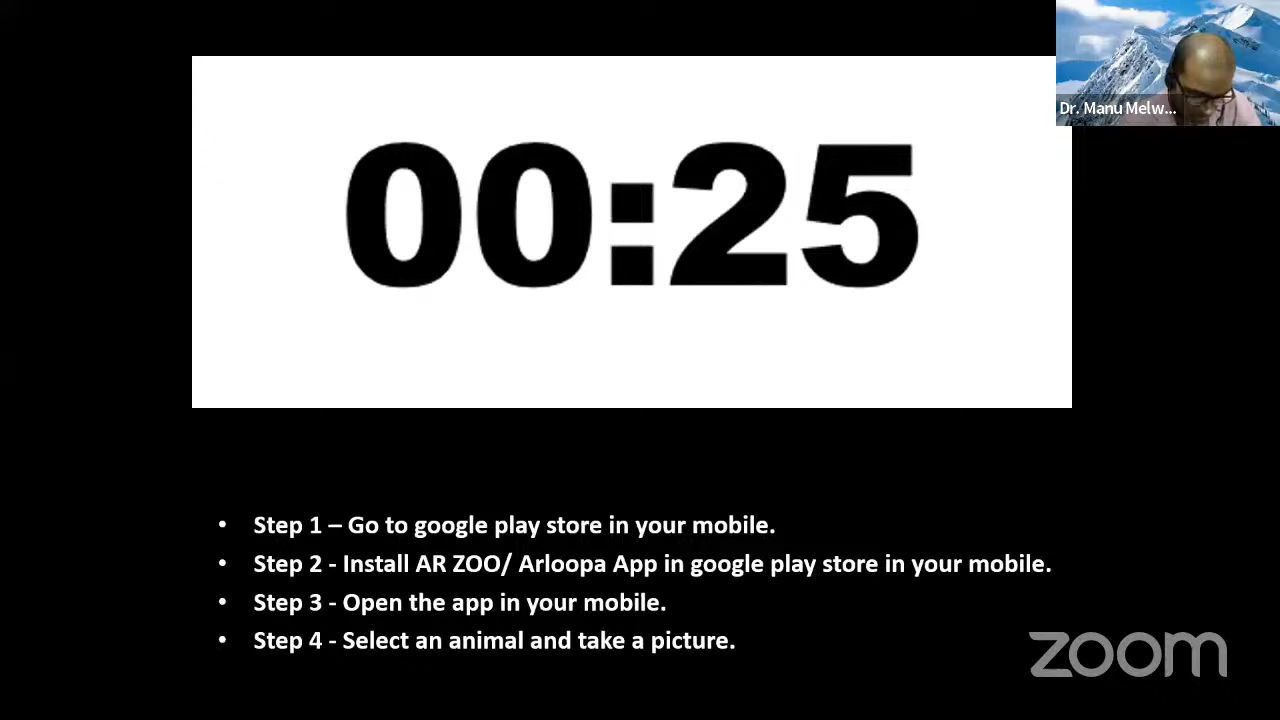 Dr. Manu Melw...
00:25
• Step 1 – Go to google play store in your mobile.
• Step 2 - Install AR ZOO/ Arloopa App in google play store in your mobile.
• Step 3 - Open the app in your mobile.
• Step 4 - Select an animal and take a picture.
zoom